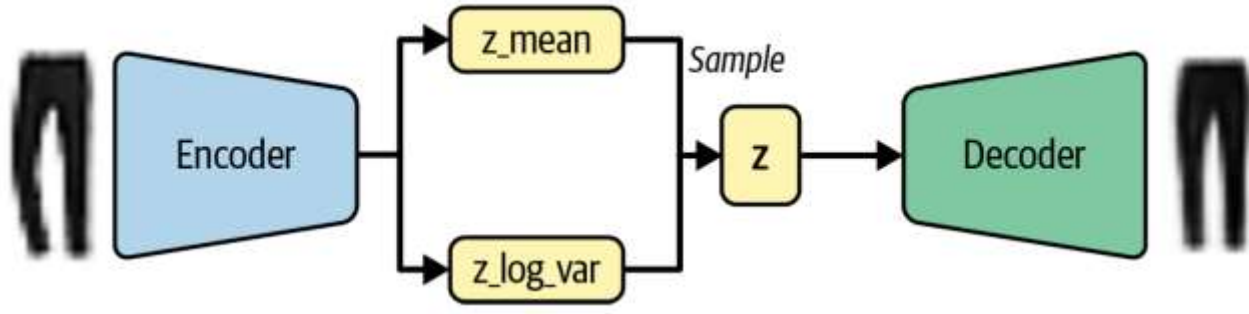 z_mean
Sample
Encoder
z
Decoder
z_log_var